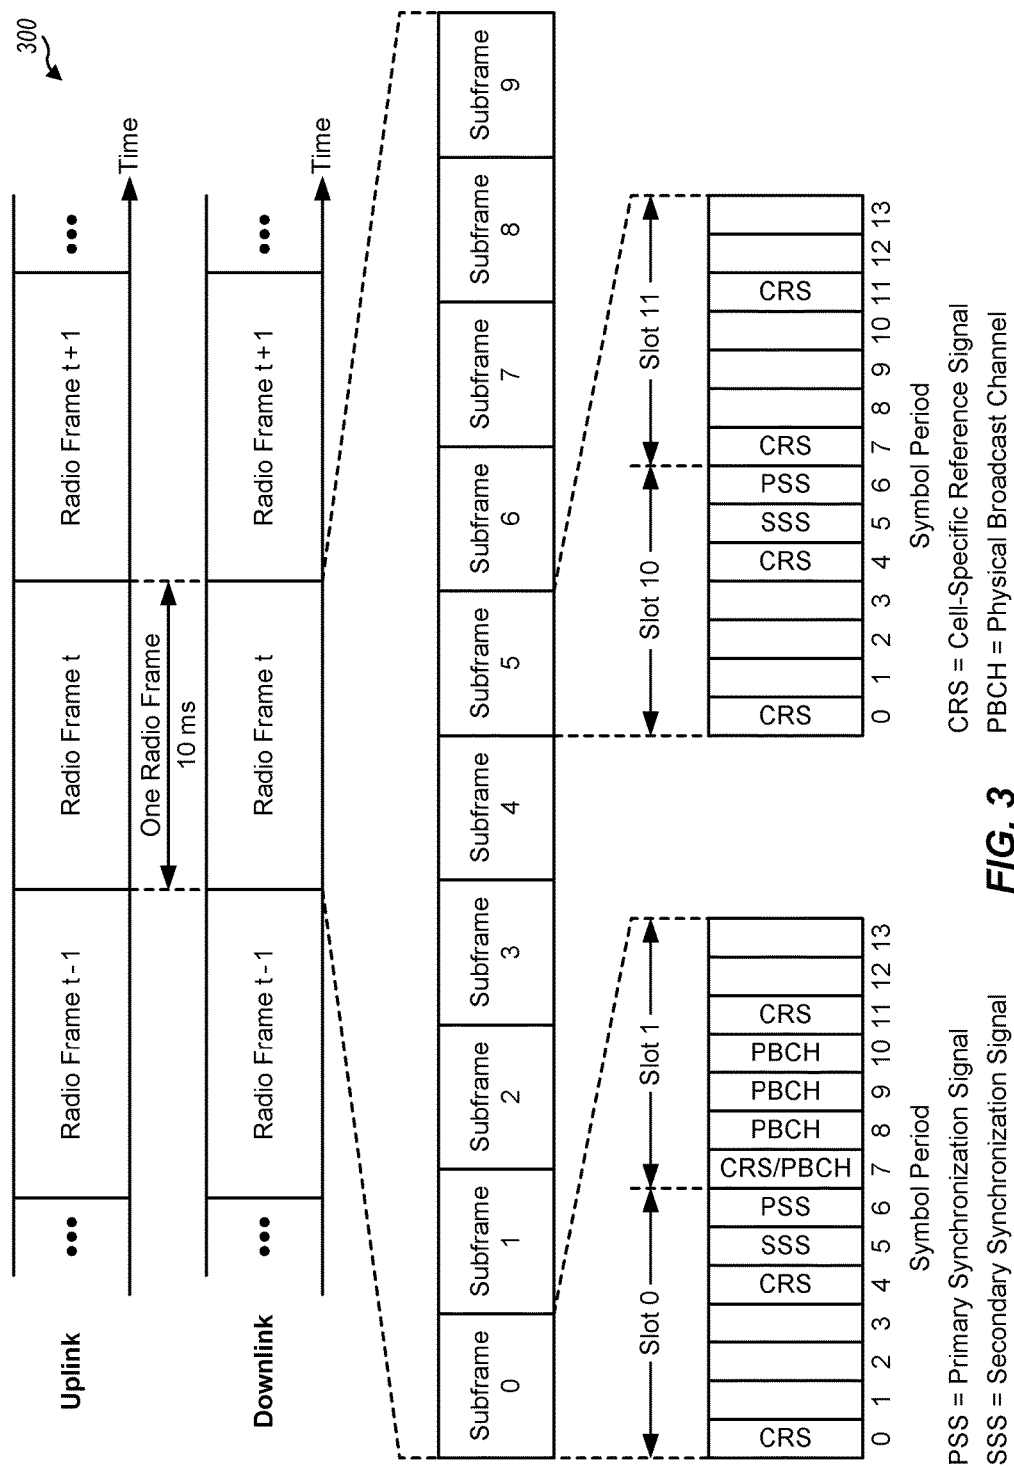 300
Uplink
•••
Radio Frame t-1
Radio Frame t
Radio Frame t+1
•••
Time
One Radio Frame
10 ms
Downlink
•••
Radio Frame t-1
Radio Frame t
Radio Frame t+1
•••
Time
Subframe
0
Subframe
1
Subframe
2
Subframe
3
Subframe
4
Subframe
5
Subframe
6
Subframe
7
Subframe
8
Subframe
9
Slot 0
Slot 1
CRS
CRS
SSS
PSS
CRS/PBCH
PBCH
PBCH
PBCH
CRS
0 1 2 3 4 5 6 7 8 9 10 11 12 13
Symbol Period
Slot 10
Slot 11
CRS
CRS
SSS
PSS
CRS
CRS
0 1 2 3 4 5 6 7 8 9 10 11 12 13
Symbol Period
PSS = Primary Synchronization Signal
SSS = Secondary Synchronization Signal
CRS = Cell-Specific Reference Signal
PBCH = Physical Broadcast Channel
FIG. 3